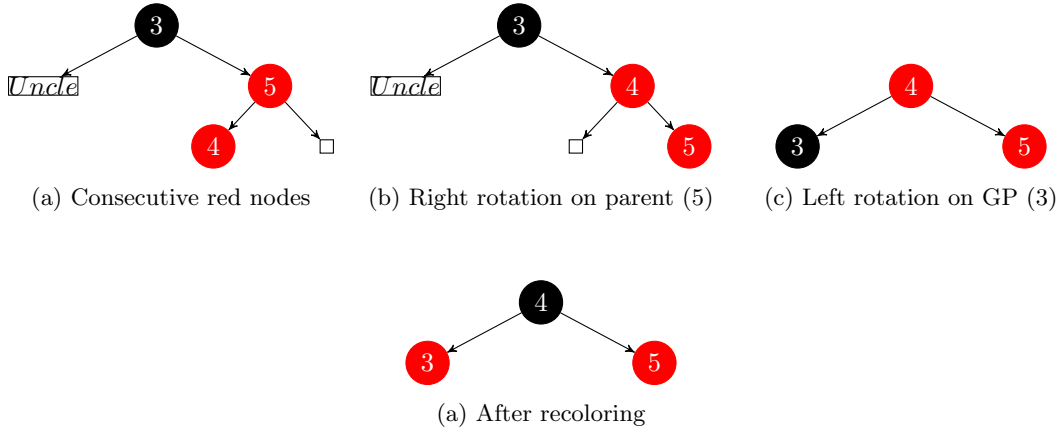 3
3
Uncle
5
Uncle
4
4
4
5
3
5
(a) Consecutive red nodes
(b) Right rotation on parent (5)
(c) Left rotation on GP (3)
4
3
5
(a) After recoloring